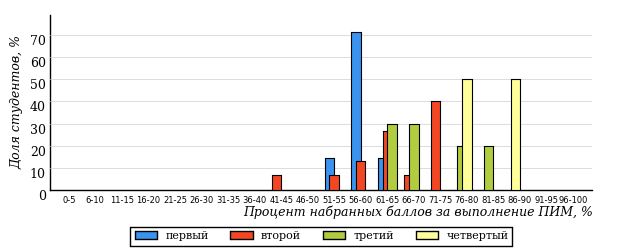 Доля студентов, %
70
60
50
40
30
20
10
0
0-5 6-10 11-15 16-20 21-25 26-30 31-35 36-40 41-45 46-50 51-55 56-60 61-65 66-70 71-75 76-80 81-85 86-90 91-95 96-100
Процент набранных баллов за выполнение ПИМ, %
первый второй третий четвертый